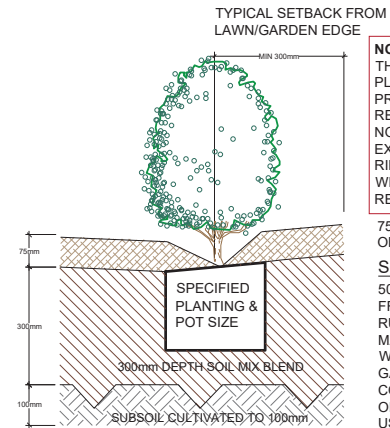 TYPICAL SETBACK FROM
LAWN/GARDEN EDGE
MIN 300mm
NO
TH
PL
PR
RE
NO
EX
WI
RE
75mm
75
S
SPECIFIED
PLANTING &
POT SIZE
300mm
50
FR
RU
M
W
GA
CO
O
US
300mm DEPTH SOIL MIX BLEND
100mm
SUBSOIL CULTIVATED TO 100mm